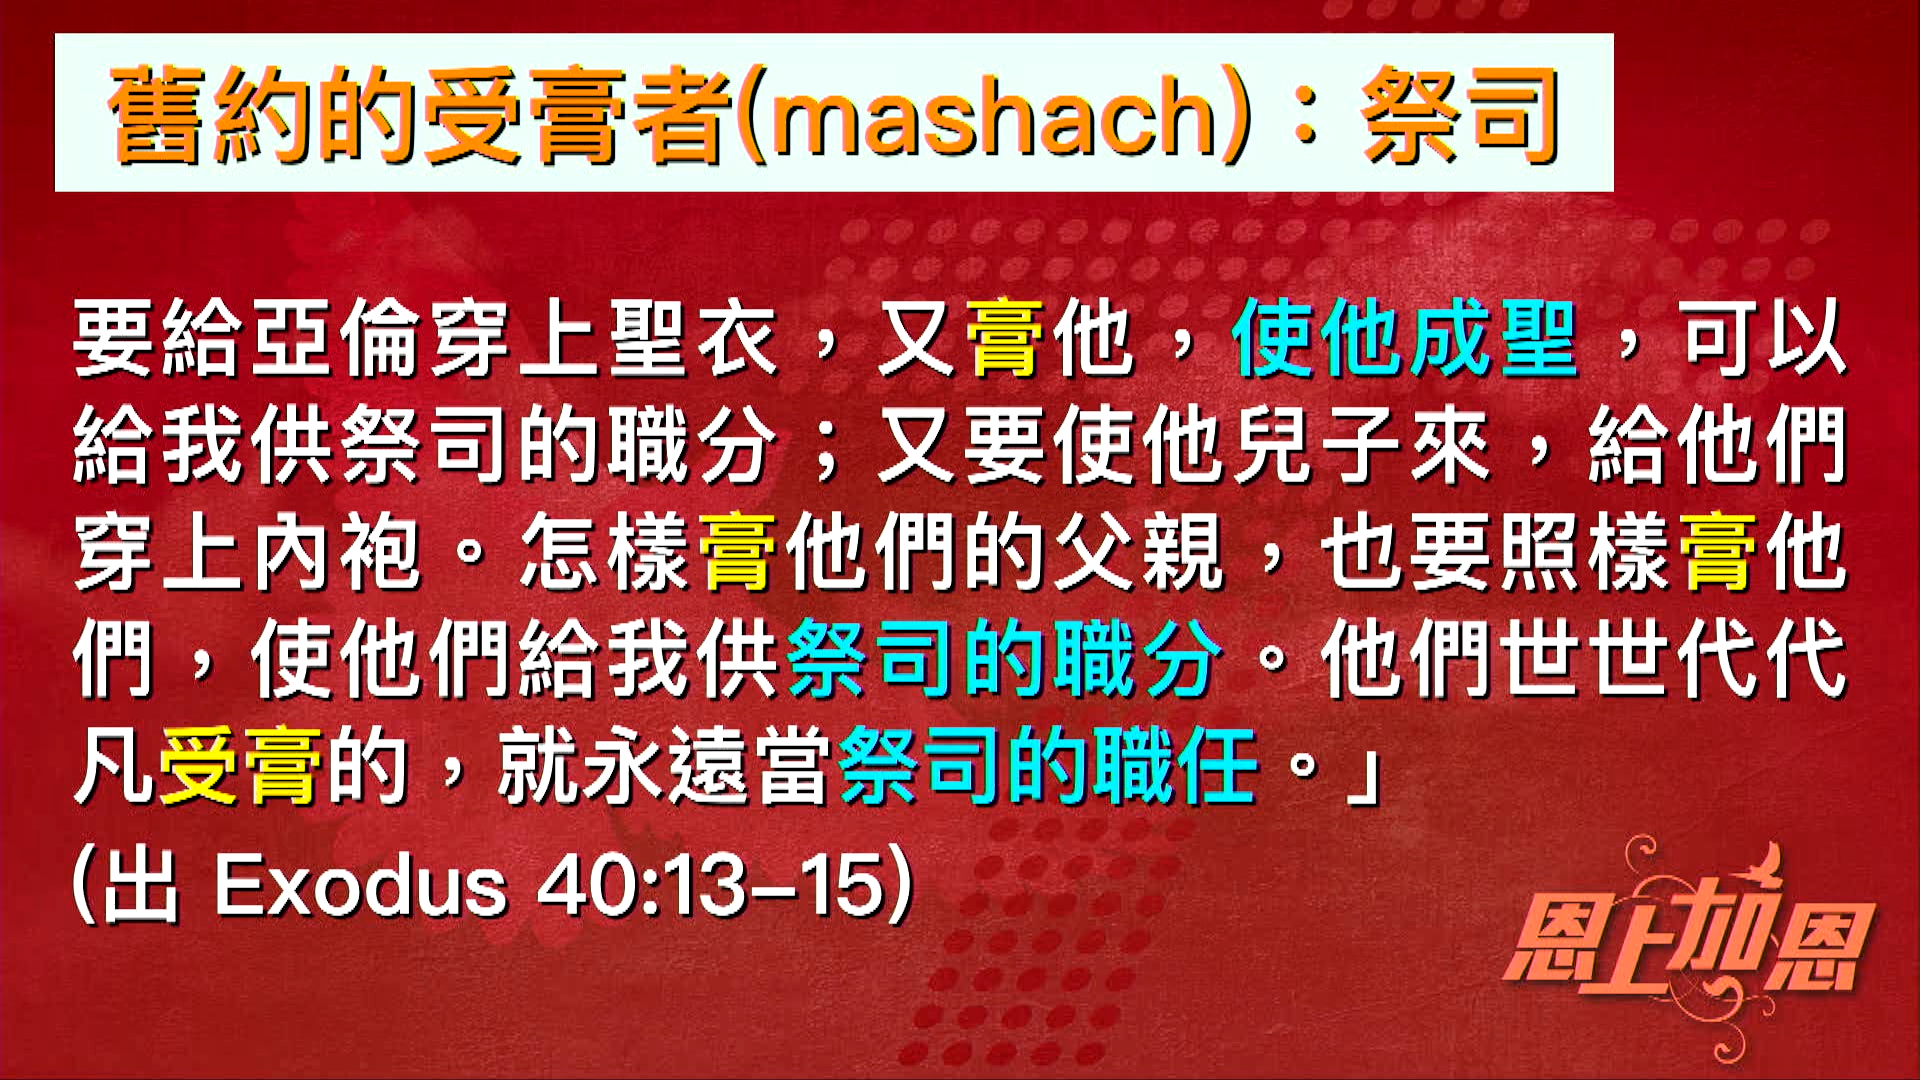 舊約的受膏者(mashach)：祭司
要給亞倫穿上聖衣，又膏他，使他成聖，可以
給我供祭司的職分；又要使他兒子來，給他們
穿上內袍。怎樣膏他們的父親，也要照樣膏他
們，使他們給我供祭司的職分。他們世世代代
凡受膏的，就永遠當祭司的職任。」
(出 Exodus 40:13-15)
恩上加恩